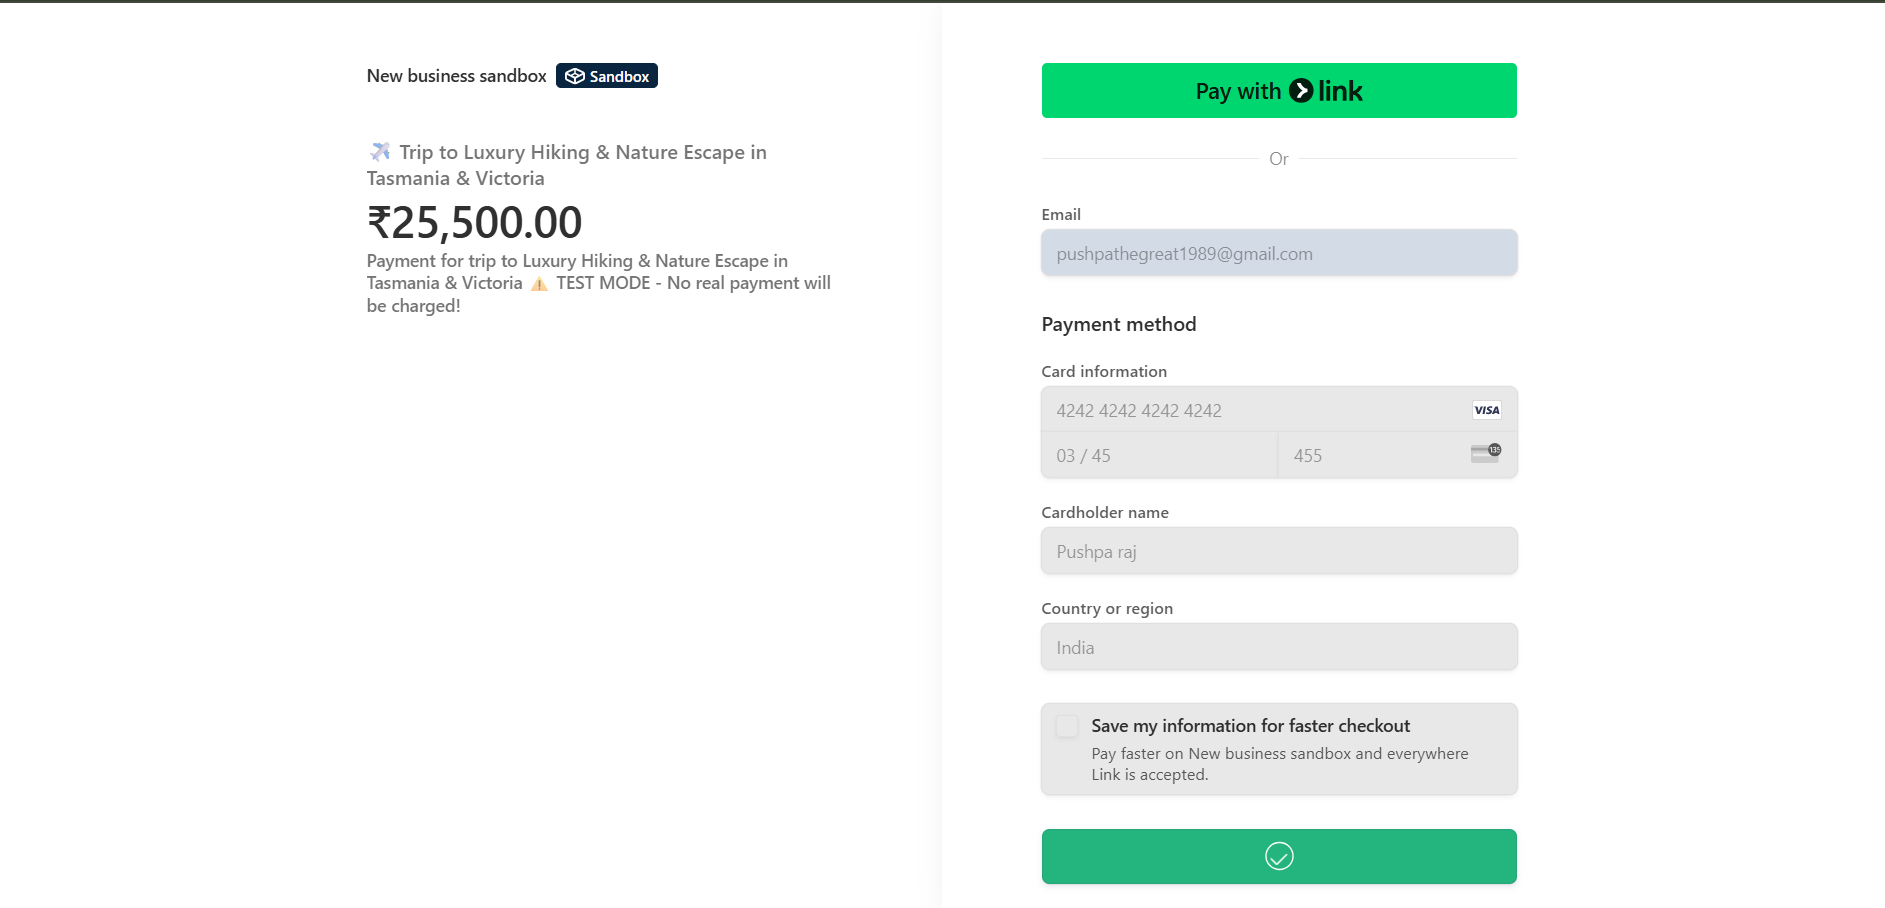 New business sandbox Sandbox
✈️ Trip to Luxury Hiking & Nature Escape in
Tasmania & Victoria
₹25,500.00
Payment for trip to Luxury Hiking & Nature Escape in
Tasmania & Victoria ⚠️ TEST MODE - No real payment will
be charged!
Pay with link
Or
Email
pushpathegreat1989@gmail.com
Payment method
Card information
4242 4242 4242 4242 VISA
03 / 45 455 135
Cardholder name
Pushpa raj
Country or region
India
Save my information for faster checkout
Pay faster on New business sandbox and everywhere
Link is accepted.